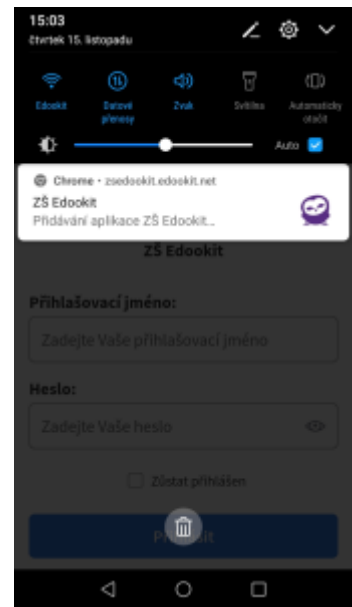 15:03
čtvrtek 15. listopadu
Edookit
Datové
přenosy
Zvuk
Svítilna
Automaticky
otočit
Auto
Chrome • zsedookit.edookit.net
ZŠ Edookit
Přidávání aplikace ZŠ Edookit...
ZŠ Edookit
Přihlašovací jméno:
Zadejte Vaše přihlašovací jméno
Heslo:
Zadejte Vaše heslo
Zůstat přihlášen